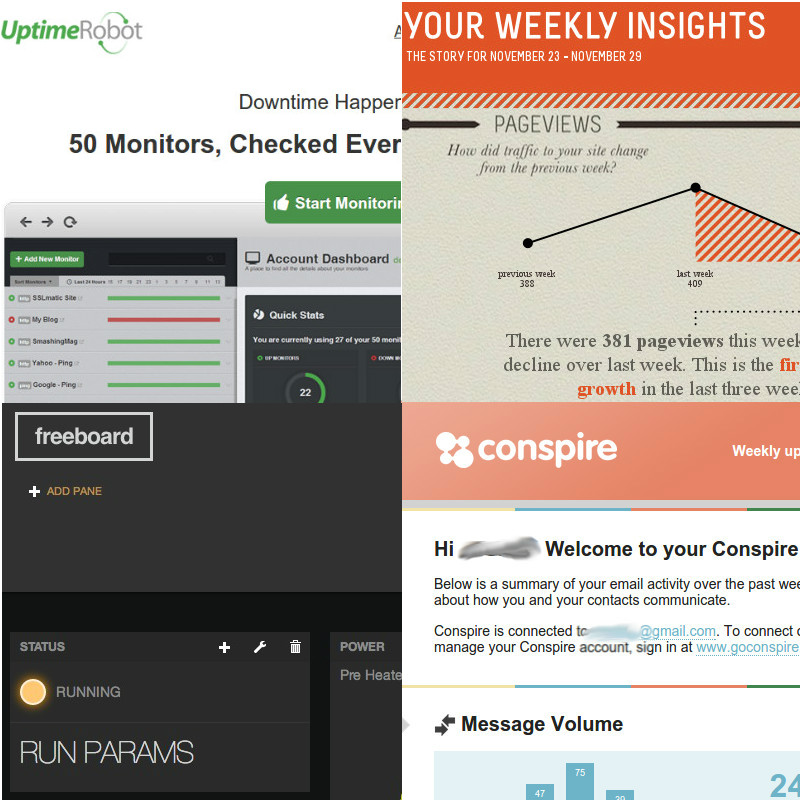 UptimeRobot
Downtime Happen
50 Monitors, Checked Ever
Start Monitorin
+ Add New Monitor
Sort Monitors
Last 24 Hours
SSLmatic Site
My Blog
SmashingMag
Yahoo - Ping
Google - Ping
Account Dashboard
A place to find all the details about your monitors
Quick Stats
You are currently using 27 of your 50 monit
UP MONITORS
DOWN MO
22
YOUR WEEKLY INSIGHTS
THE STORY FOR NOVEMBER 23 - NOVEMBER 29
PAGEVIEWS
How did traffic to your site change
from the previous week?
previous week
388
last week
409
There were 381 pageviews this week
decline over last week. This is the fir
growth in the last three wee
freeboard
ADD PANE
STATUS
RUNNING
RUN PARAMS
POWER
Pre Heate
conspire
Weekly up
Hi Welcome to your Conspire
Below is a summary of your email activity over the past wee
about how you and your contacts communicate.
Conspire is connected to @gmail.com. To connect
manage your Conspire account, sign in at www.goconspire
Message Volume
47
75
39
24